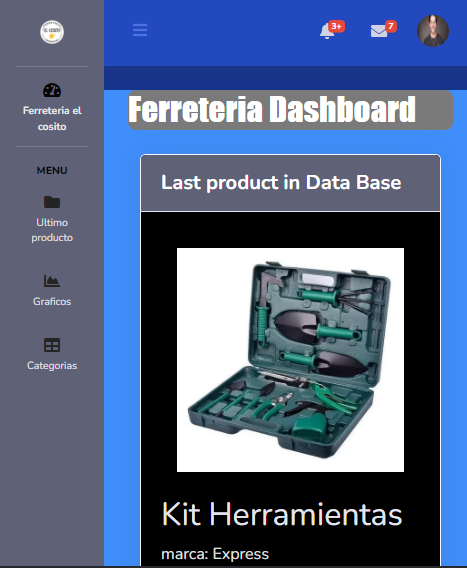 3+
7
Ferreteria el
cosito
MENU
Ultimo
producto
Graficos
Categorias
Ferreteria Dashboard
Last product in Data Base
Kit Herramientas
marca: Express